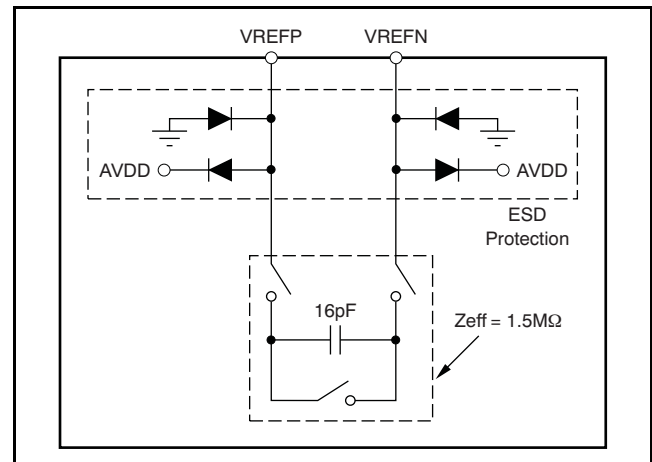 VREFP VREFN
AVDD AVDD
ESD
Protection
16pF
Zeff = 1.5MΩ